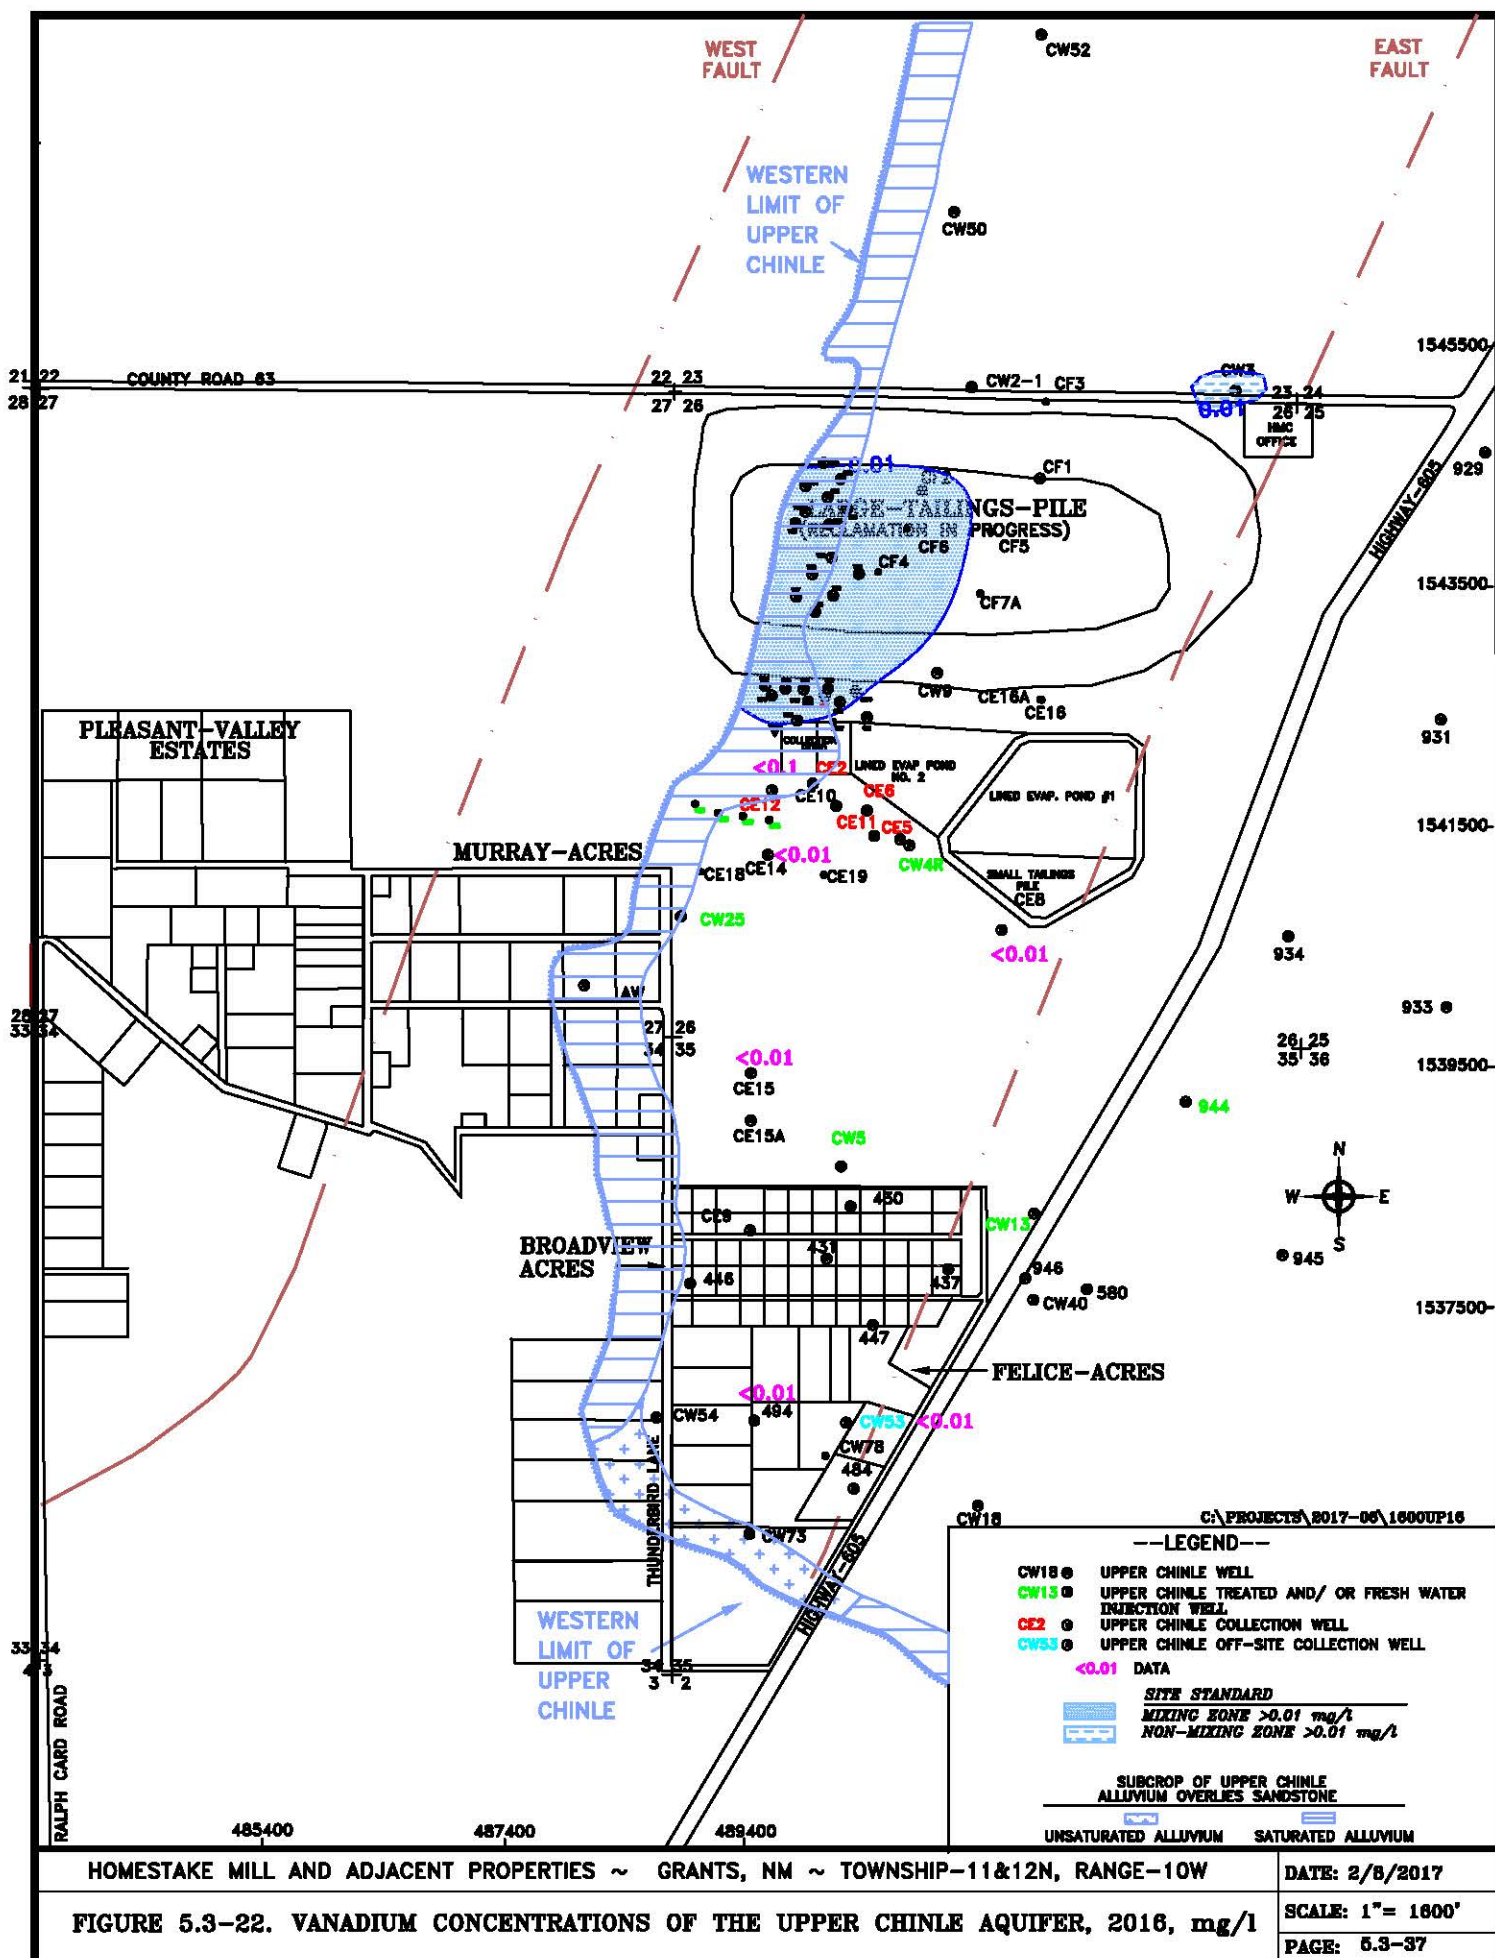 WEST
FAULT
EAST
FAULT
CW52
WESTERN
LIMIT OF
UPPER
CHINLE
CW50
1545500
21 22
28 27
COUNTY ROAD 63
22 23
27 26
CW2-1
CF3
CW3
0.01
23 24
26 25
HMC
OFFICE
929
HIGHWAY-605
0.01
CF1
CF2
LARGE-TAILINGS-PILE
(RECLAMATION IN PROGRESS)
CF6
CF5
CF4
CF7A
1543500
CW9
CE16A
CE16
931
PLEASANT-VALLEY
ESTATES
<0.1
CE2
LINED EVAP POND
NO. 2
CE10
CE6
LINED EVAP. POND #1
CE12
CE11
CE5
1541500
MURRAY-ACRES
CE14
<0.01
CW4R
CE18
CE19
SMALL TAILINGS
PILE
CE8
CW25
<0.01
934
AW
933
28 27
33 34
27 26
34 35
26 25
35 36
<0.01
CE15
1539500
944
CE15A
CW5
N
W
E
S
450
CE9
CW13
BROADVIEW
ACRES
431
945
446
437
946
CW40
580
1537500
447
FELICE-ACRES
<0.01
CW54
494
CW53
<0.01
CW78
484
THUNDERBIRD LANE
CW73
CW18
HIGHWAY-605
C:\PROJECTS\2017-06\1600UP16
--LEGEND--
CW18 UPPER CHINLE WELL
CW13 UPPER CHINLE TREATED AND/ OR FRESH WATER
INJECTION WELL
CE2 UPPER CHINLE COLLECTION WELL
CW53 UPPER CHINLE OFF-SITE COLLECTION WELL
<0.01 DATA
SITE STANDARD
MIXING ZONE >0.01 mg/l
NON-MIXING ZONE >0.01 mg/l
SUBCROP OF UPPER CHINLE
ALLUVIUM OVERLIES SANDSTONE
UNSATURATED ALLUVIUM SATURATED ALLUVIUM
WESTERN
LIMIT OF
UPPER
CHINLE
33 34
4 3
34 35
3 2
RALPH CARD ROAD
485400
487400
489400
HOMESTAKE MILL AND ADJACENT PROPERTIES ~ GRANTS, NM ~ TOWNSHIP-11&12N, RANGE-10W
DATE: 2/8/2017
FIGURE 5.3-22. VANADIUM CONCENTRATIONS OF THE UPPER CHINLE AQUIFER, 2016, mg/l
SCALE: 1"= 1600'
PAGE: 5.3-37